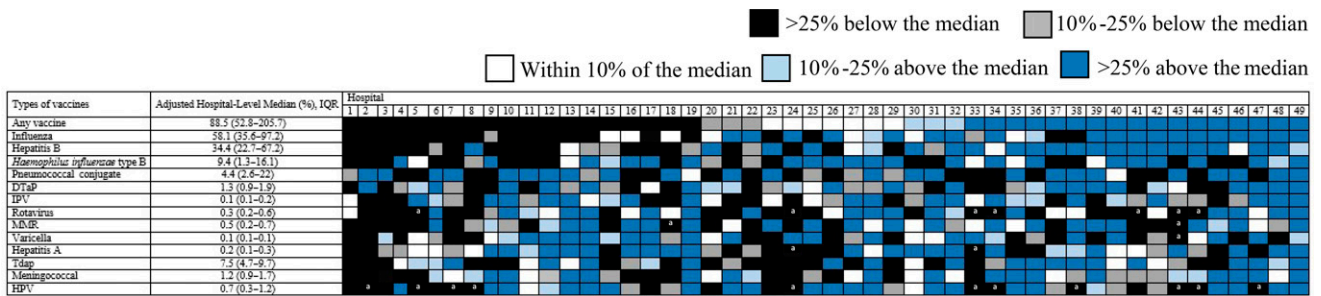 >25% below the median 10%-25% below the median
Within 10% of the median 10%-25% above the median >25% above the median
Types of vaccines Adjusted Hospital-Level Median (%), IQR Hospital
1 2 3 4 5 6 7 8 9 10 11 12 13 14 15 16 17 18 19 20 21 22 23 24 25 26 27 28 29 30 31 32 33 34 35 36 37 38 39 40 41 42 43 44 45 46 47 48 49
Any vaccine 88.5 (52.8–205.7)
Influenza 58.1 (35.6–97.2)
Hepatitis B 34.4 (22.7–67.2)
Haemophilus influenzae type B 9.4 (1.3–16.1)
Pneumococcal conjugate 4.4 (2.6–22)
DTaP 1.3 (0.9–1.9)
IPV 0.1 (0.1–0.2)
Rotavirus 0.3 (0.2–0.6) a a a a a a a
MMR 0.5 (0.2–0.7) a a
Varicella 0.1 (0.1–0.1)
Hepatitis A 0.2 (0.1–0.3) a a
Tdap 7.5 (4.7–9.7)
Meningococcal 1.2 (0.9–1.7)
HPV 0.7 (0.3–1.2) a a a a a a a a a a a